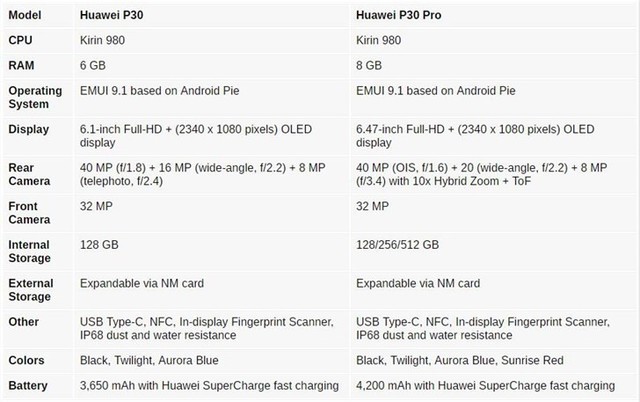 Model Huawei P30 Huawei P30 Pro
CPU Kirin 980 Kirin 980
RAM 6 GB 8 GB
Operating EMUI 9.1 based on Android Pie EMUI 9.1 based on Android Pie
System
Display 6.1-inch Full-HD + (2340 x 1080 pixels) OLED 6.47-inch Full-HD + (2340 x 1080 pixels) OLED
display display
Rear 40 MP (f/1.8) + 16 MP (wide-angle, f/2.2) + 8 MP 40 MP (OIS, f/1.6) + 20 (wide-angle, f/2.2) + 8 MP
Camera (telephoto, f/2.4) (f/3.4) with 10x Hybrid Zoom + ToF
Front 32 MP 32 MP
Camera
Internal 128 GB 128/256/512 GB
Storage
External Expandable via NM card Expandable via NM card
Storage
Other USB Type-C, NFC, In-display Fingerprint Scanner, USB Type-C, NFC, In-display Fingerprint Scanner,
IP68 dust and water resistance IP68 dust and water resistance
Colors Black, Twilight, Aurora Blue Black, Twilight, Aurora Blue, Sunrise Red
Battery 3,650 mAh with Huawei SuperCharge fast charging 4,200 mAh with Huawei SuperCharge fast charging